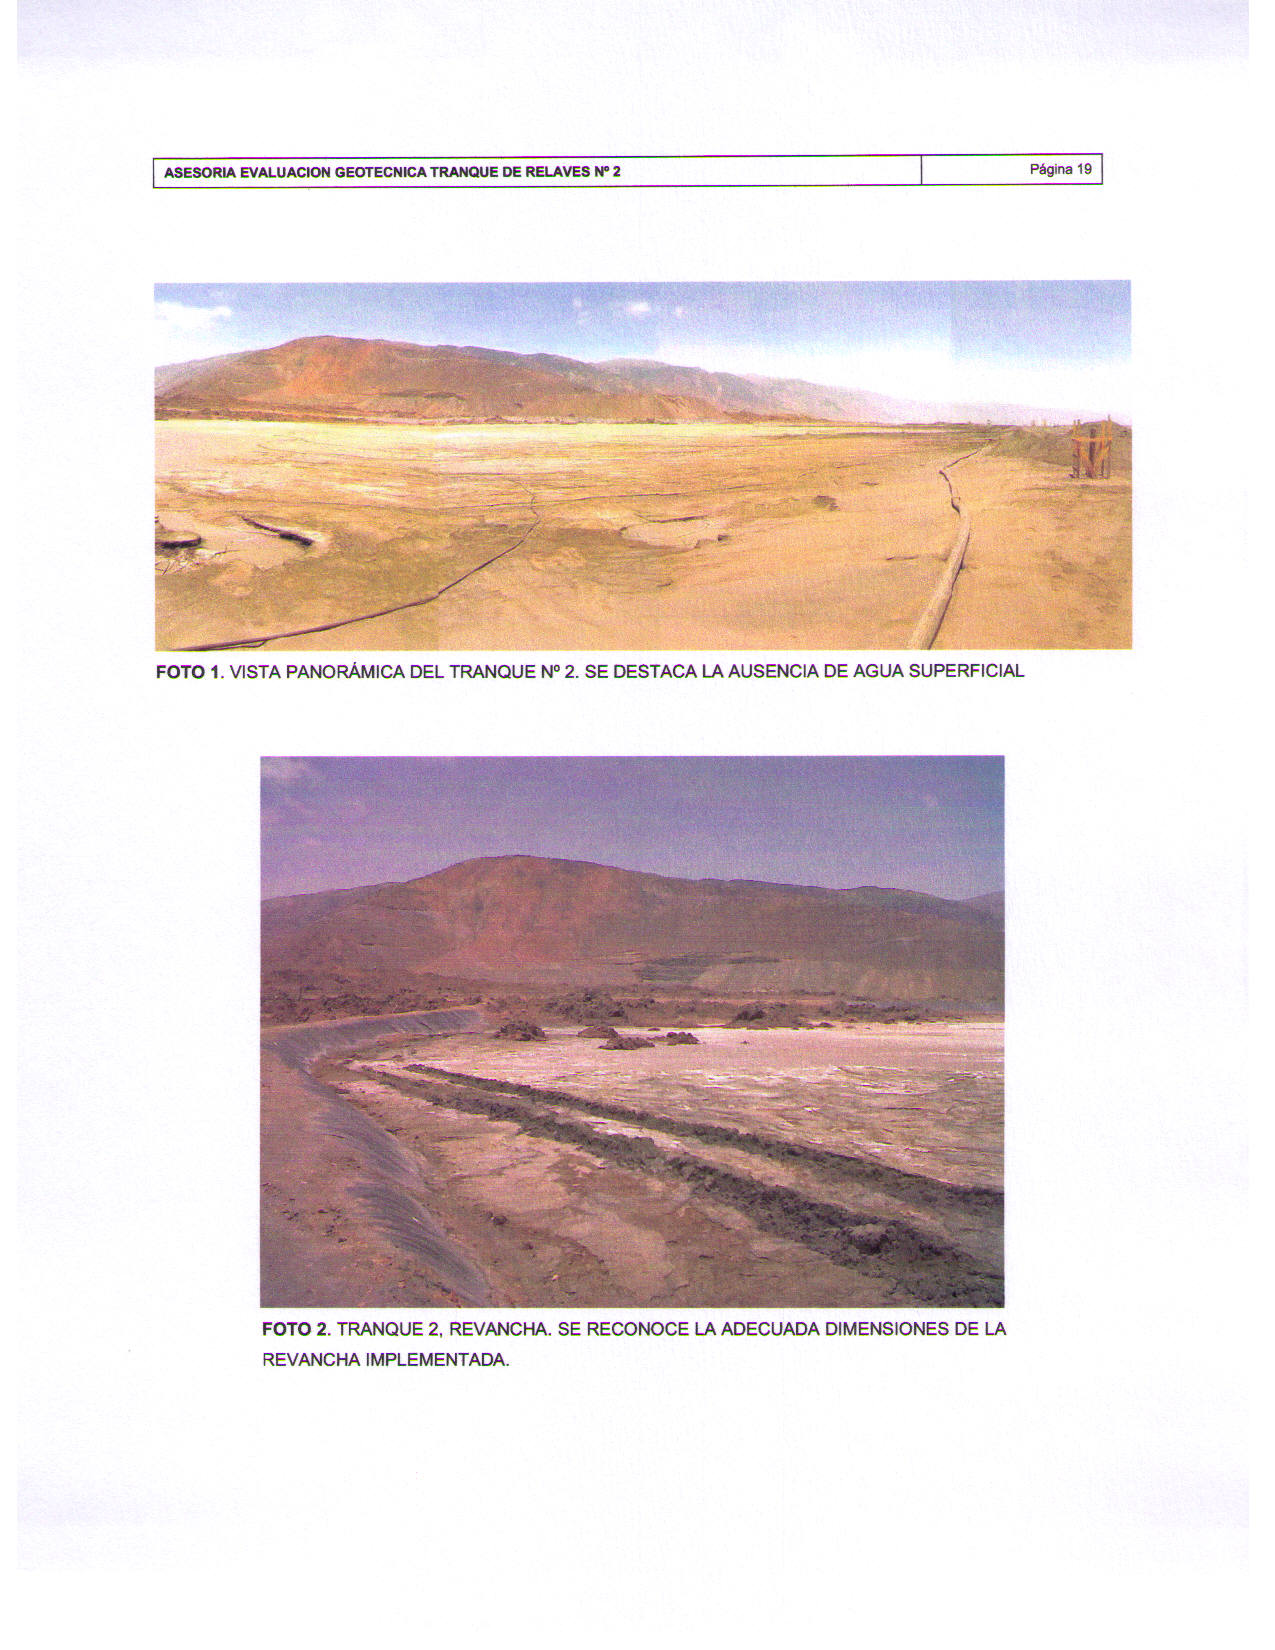 ASESORIA EVALUACION GEOTECNICA TRANQUE DE RELAVES Nº 2
Página 19
FOTO 1. VISTA PANORÁMICA DEL TRANQUE Nº 2. SE DESTACA LA AUSENCIA DE AGUA SUPERFICIAL
FOTO 2. TRANQUE 2, REVANCHA. SE RECONOCE LA ADECUADA DIMENSIONES DE LA
REVANCHA IMPLEMENTADA.